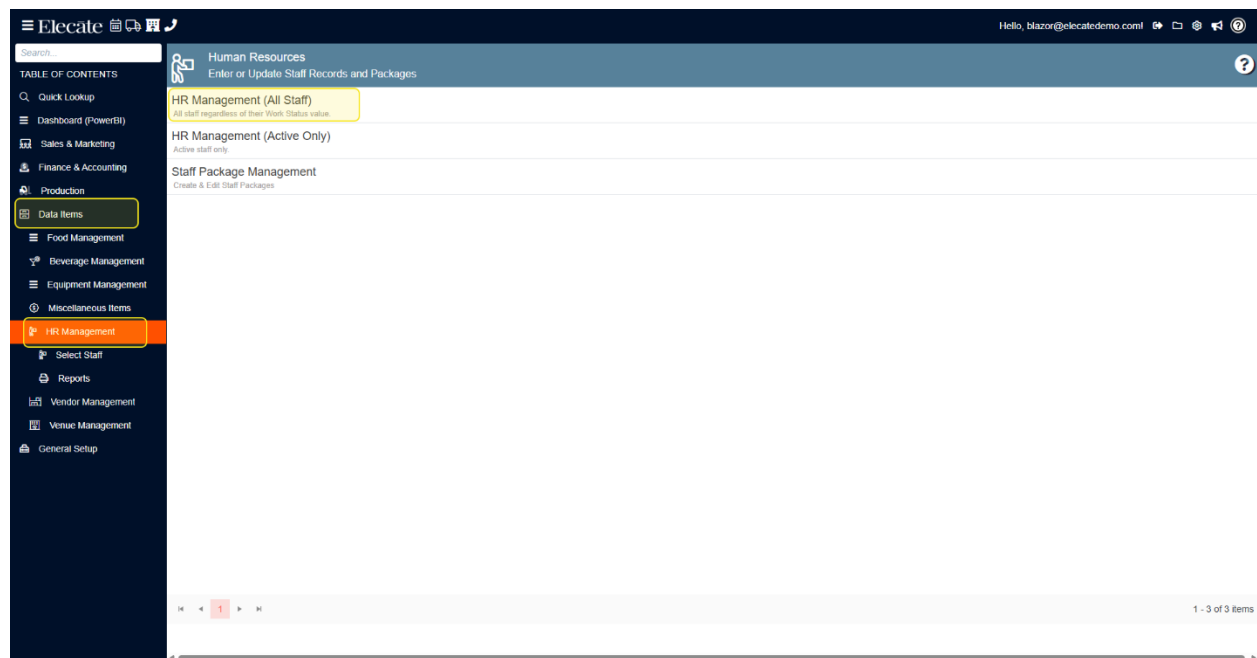 Elecāte
Hello, blazor@elecatedemo.com!
Search...
TABLE OF CONTENTS
Quick Lookup
Dashboard (PowerBI)
Sales & Marketing
Finance & Accounting
Production
Data Items
Food Management
Beverage Management
Equipment Management
Miscellaneous Items
HR Management
Select Staff
Reports
Vendor Management
Venue Management
General Setup
Human Resources
Enter or Update Staff Records and Packages
?
HR Management (All Staff)
All staff regardless of their Work Status value.
HR Management (Active Only)
Active staff only.
Staff Package Management
Create & Edit Staff Packages
1
1 - 3 of 3 items